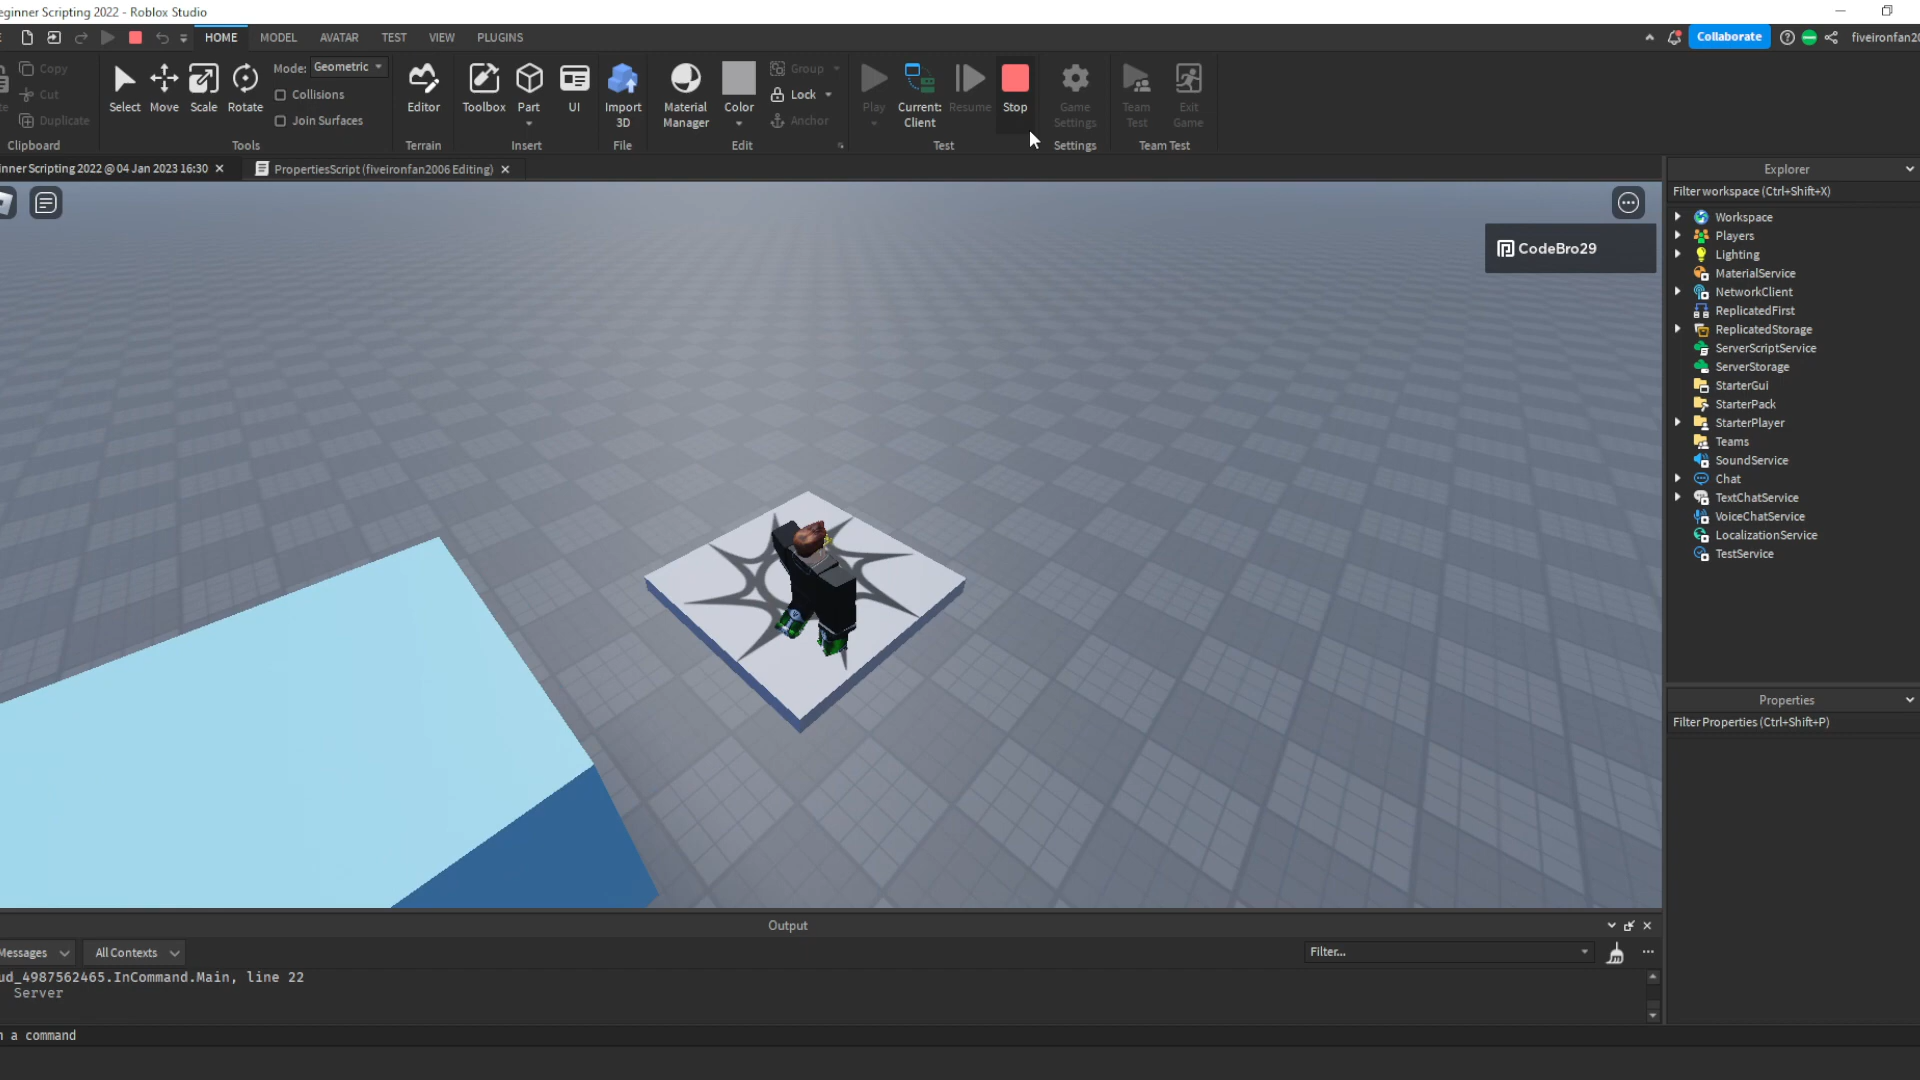 eginner Scripting 2022 - Roblox Studio
HOME MODEL AVATAR TEST VIEW PLUGINS
Collaborate
fiveironfan20
Copy
Cut
Duplicate
Clipboard
Select Move Scale Rotate
Mode: Geometric
Collisions
Join Surfaces
Tools
Editor
Terrain
Toolbox Part UI
Insert
Import
3D
File
Material
Manager
Color
Group
Lock
Anchor
Edit
Play
Current:
Client
Resume
Stop
Test
Game
Settings
Settings
Team
Test
Exit
Game
Team Test
nner Scripting 2022 @ 04 Jan 2023 16:30
PropertiesScript (fiveironfan2006 Editing)
CodeBro29
Explorer
Filter workspace (Ctrl+Shift+X)
Workspace
Players
Lighting
MaterialService
NetworkClient
ReplicatedFirst
ReplicatedStorage
ServerScriptService
ServerStorage
StarterGui
StarterPack
StarterPlayer
Teams
SoundService
Chat
TextChatService
VoiceChatService
LocalizationService
TestService
Properties
Filter Properties (Ctrl+Shift+P)
Output
Messages
All Contexts
Filter...
ud_4987562465.InCommand.Main, line 22
Server
n a command